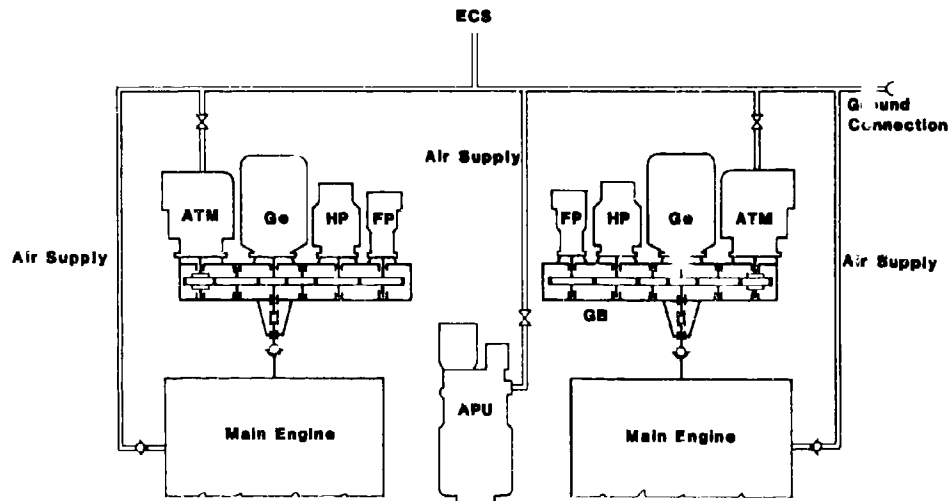 ECS
Ground
Connection
Air Supply
ATM
Ge
HP
FP
FP
HP
Ge
ATM
Air Supply
Air Supply
GB
APU
Main Engine
Main Engine